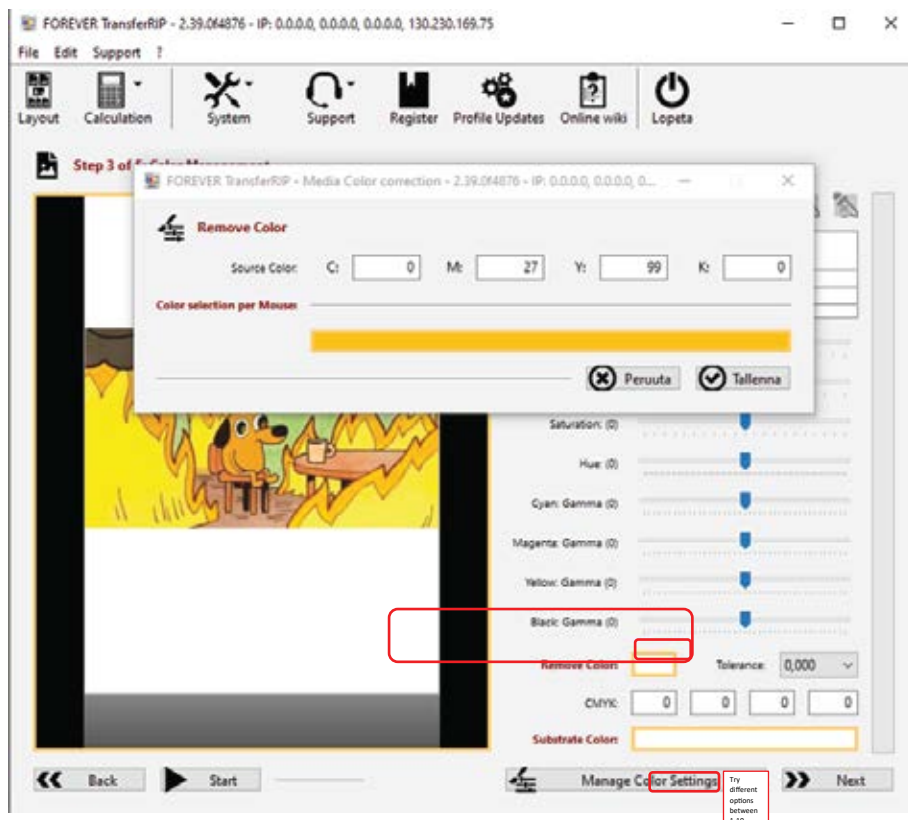 FOREVER TransferRIP - 2.39.0f4876 - IP: 0.0.0.0, 0.0.0.0, 0.0.0.0, 130.230.169.75
File Edit Support ?
Layout Calculation System Support Register Profile Updates Online wiki Lopeta
Step 3 of 5: Color Management
FOREVER TransferRIP - Media Color correction - 2.39.0f4876 - IP: 0.0.0.0, 0.0.0.0, 0...
Remove Color
Source Color: C: 0 M: 27 Y: 99 K: 0
Color selection per Mouse:
Peruuta Tallenna
Saturation: (0)
Hue: (0)
Cyan: Gamma (0)
Magenta: Gamma (0)
Yellow: Gamma (0)
Black: Gamma (0)
Remove Color: Tolerance: 0,000
CMYK: 0 0 0 0
Substrate Color:
Back Start Manage Color Settings Next
Try
different
options
between